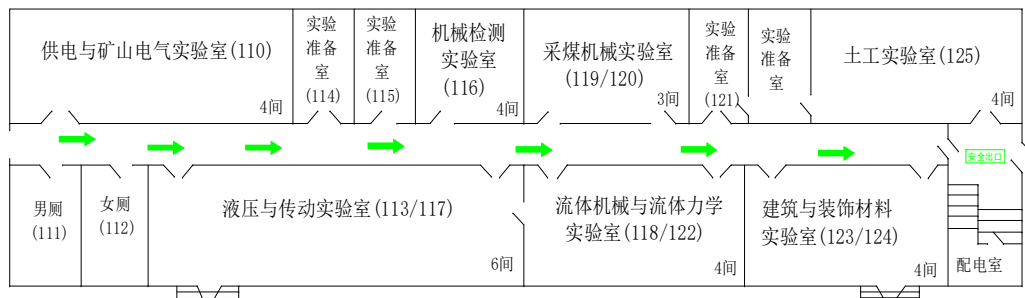 供电与矿山电气实验室(110)
4间
实验
准备
室
(114)
实验
准备
室
(115)
机械检测
实验室
(116)
4间
采煤机械实验室
(119/120)
3间
实验
准备
室
(121)
实验
准备
室
土工实验室(125)
4间
安全出口
男厕
(111)
女厕
(112)
液压与传动实验室(113/117)
6间
流体机械与流体力学
实验室(118/122)
4间
建筑与装饰材料
实验室(123/124)
4间
配电室